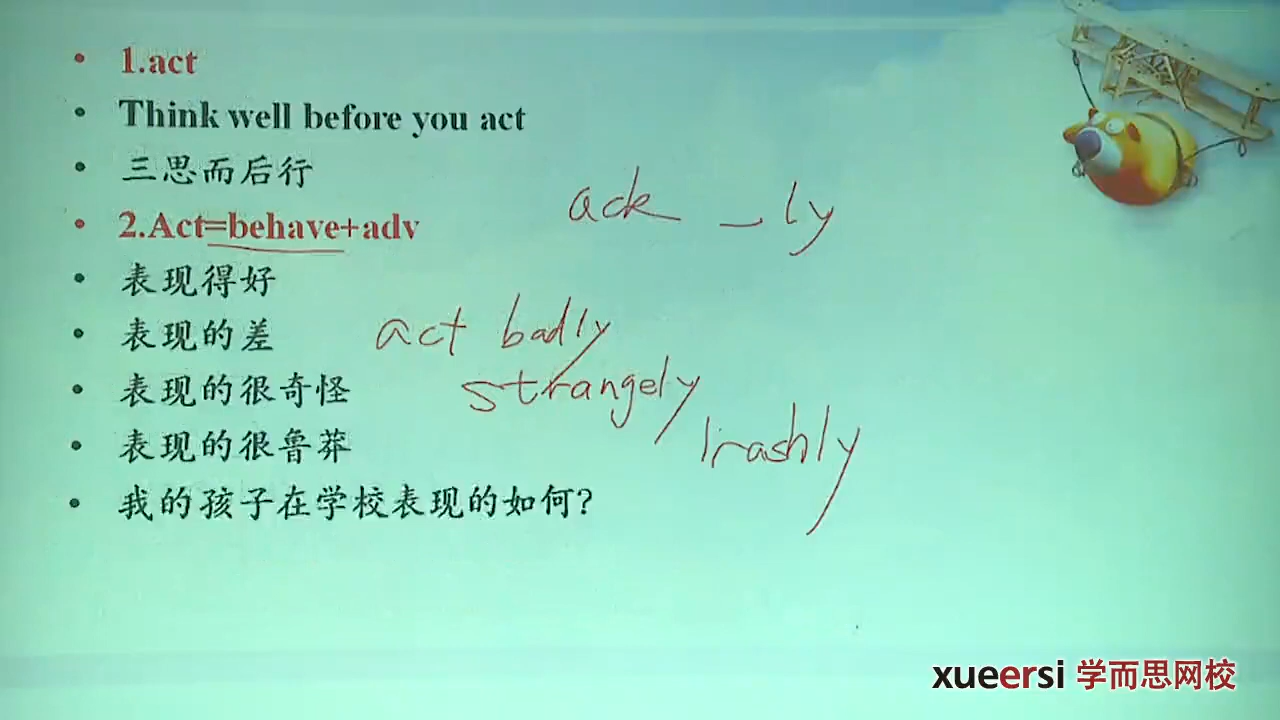 1.act
Think well before you act
三思而后行
ack _ ly
2.Act=behave+adv
表现得好
表现的差
act badly
表现的很奇怪
strangely
表现的很鲁莽
rashly
我的孩子在学校表现的如何？
xueersi 学而思网校